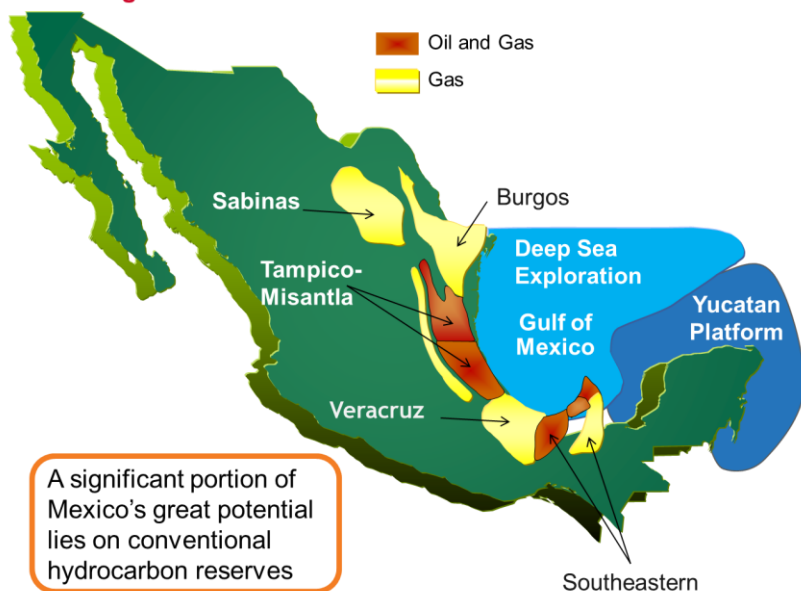 Oil and Gas
Gas
Sabinas
Burgos
Deep Sea
Exploration
Tampico-
Misantla
Yucatan
Platform
Gulf of
Mexico
Veracruz
A significant portion of
Mexico's great potential
lies on conventional
hydrocarbon reserves
Southeastern